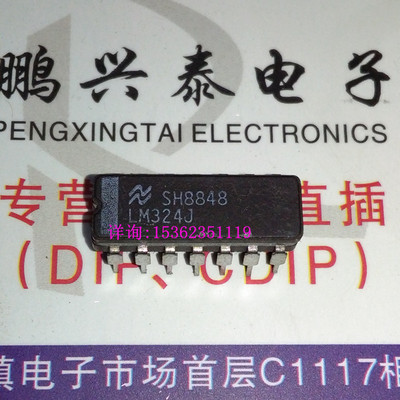 鹏兴泰电子
PENGXINGTAI ELECTRONICS
SH8848
LM324J
专营 直插
详询:15362351119
(DIP、CDIP)
镇电子市场首层C1117相